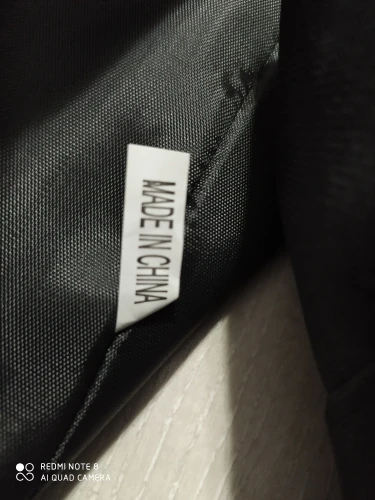 MADE IN CHINA
REDMI NOTE 8
AI QUAD CAMERA